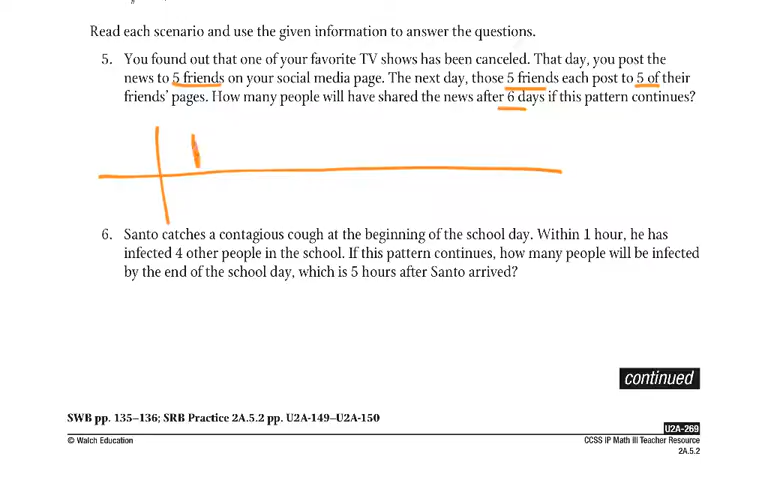 Read each scenario and use the given information to answer the questions.
5. You found out that one of your favorite TV shows has been canceled. That day, you post the
news to 5 friends on your social media page. The next day, those 5 friends each post to 5 of their
friends' pages. How many people will have shared the news after 6 days if this pattern continues?
6. Santo catches a contagious cough at the beginning of the school day. Within 1 hour, he has
infected 4 other people in the school. If this pattern continues, how many people will be infected
by the end of the school day, which is 5 hours after Santo arrived?
continued
SWB pp. 135–136; SRB Practice 2A.5.2 pp. U2A-149–U2A-150
U2A-269
© Walch Education
CCSS IP Math III Teacher Resource
2A.5.2